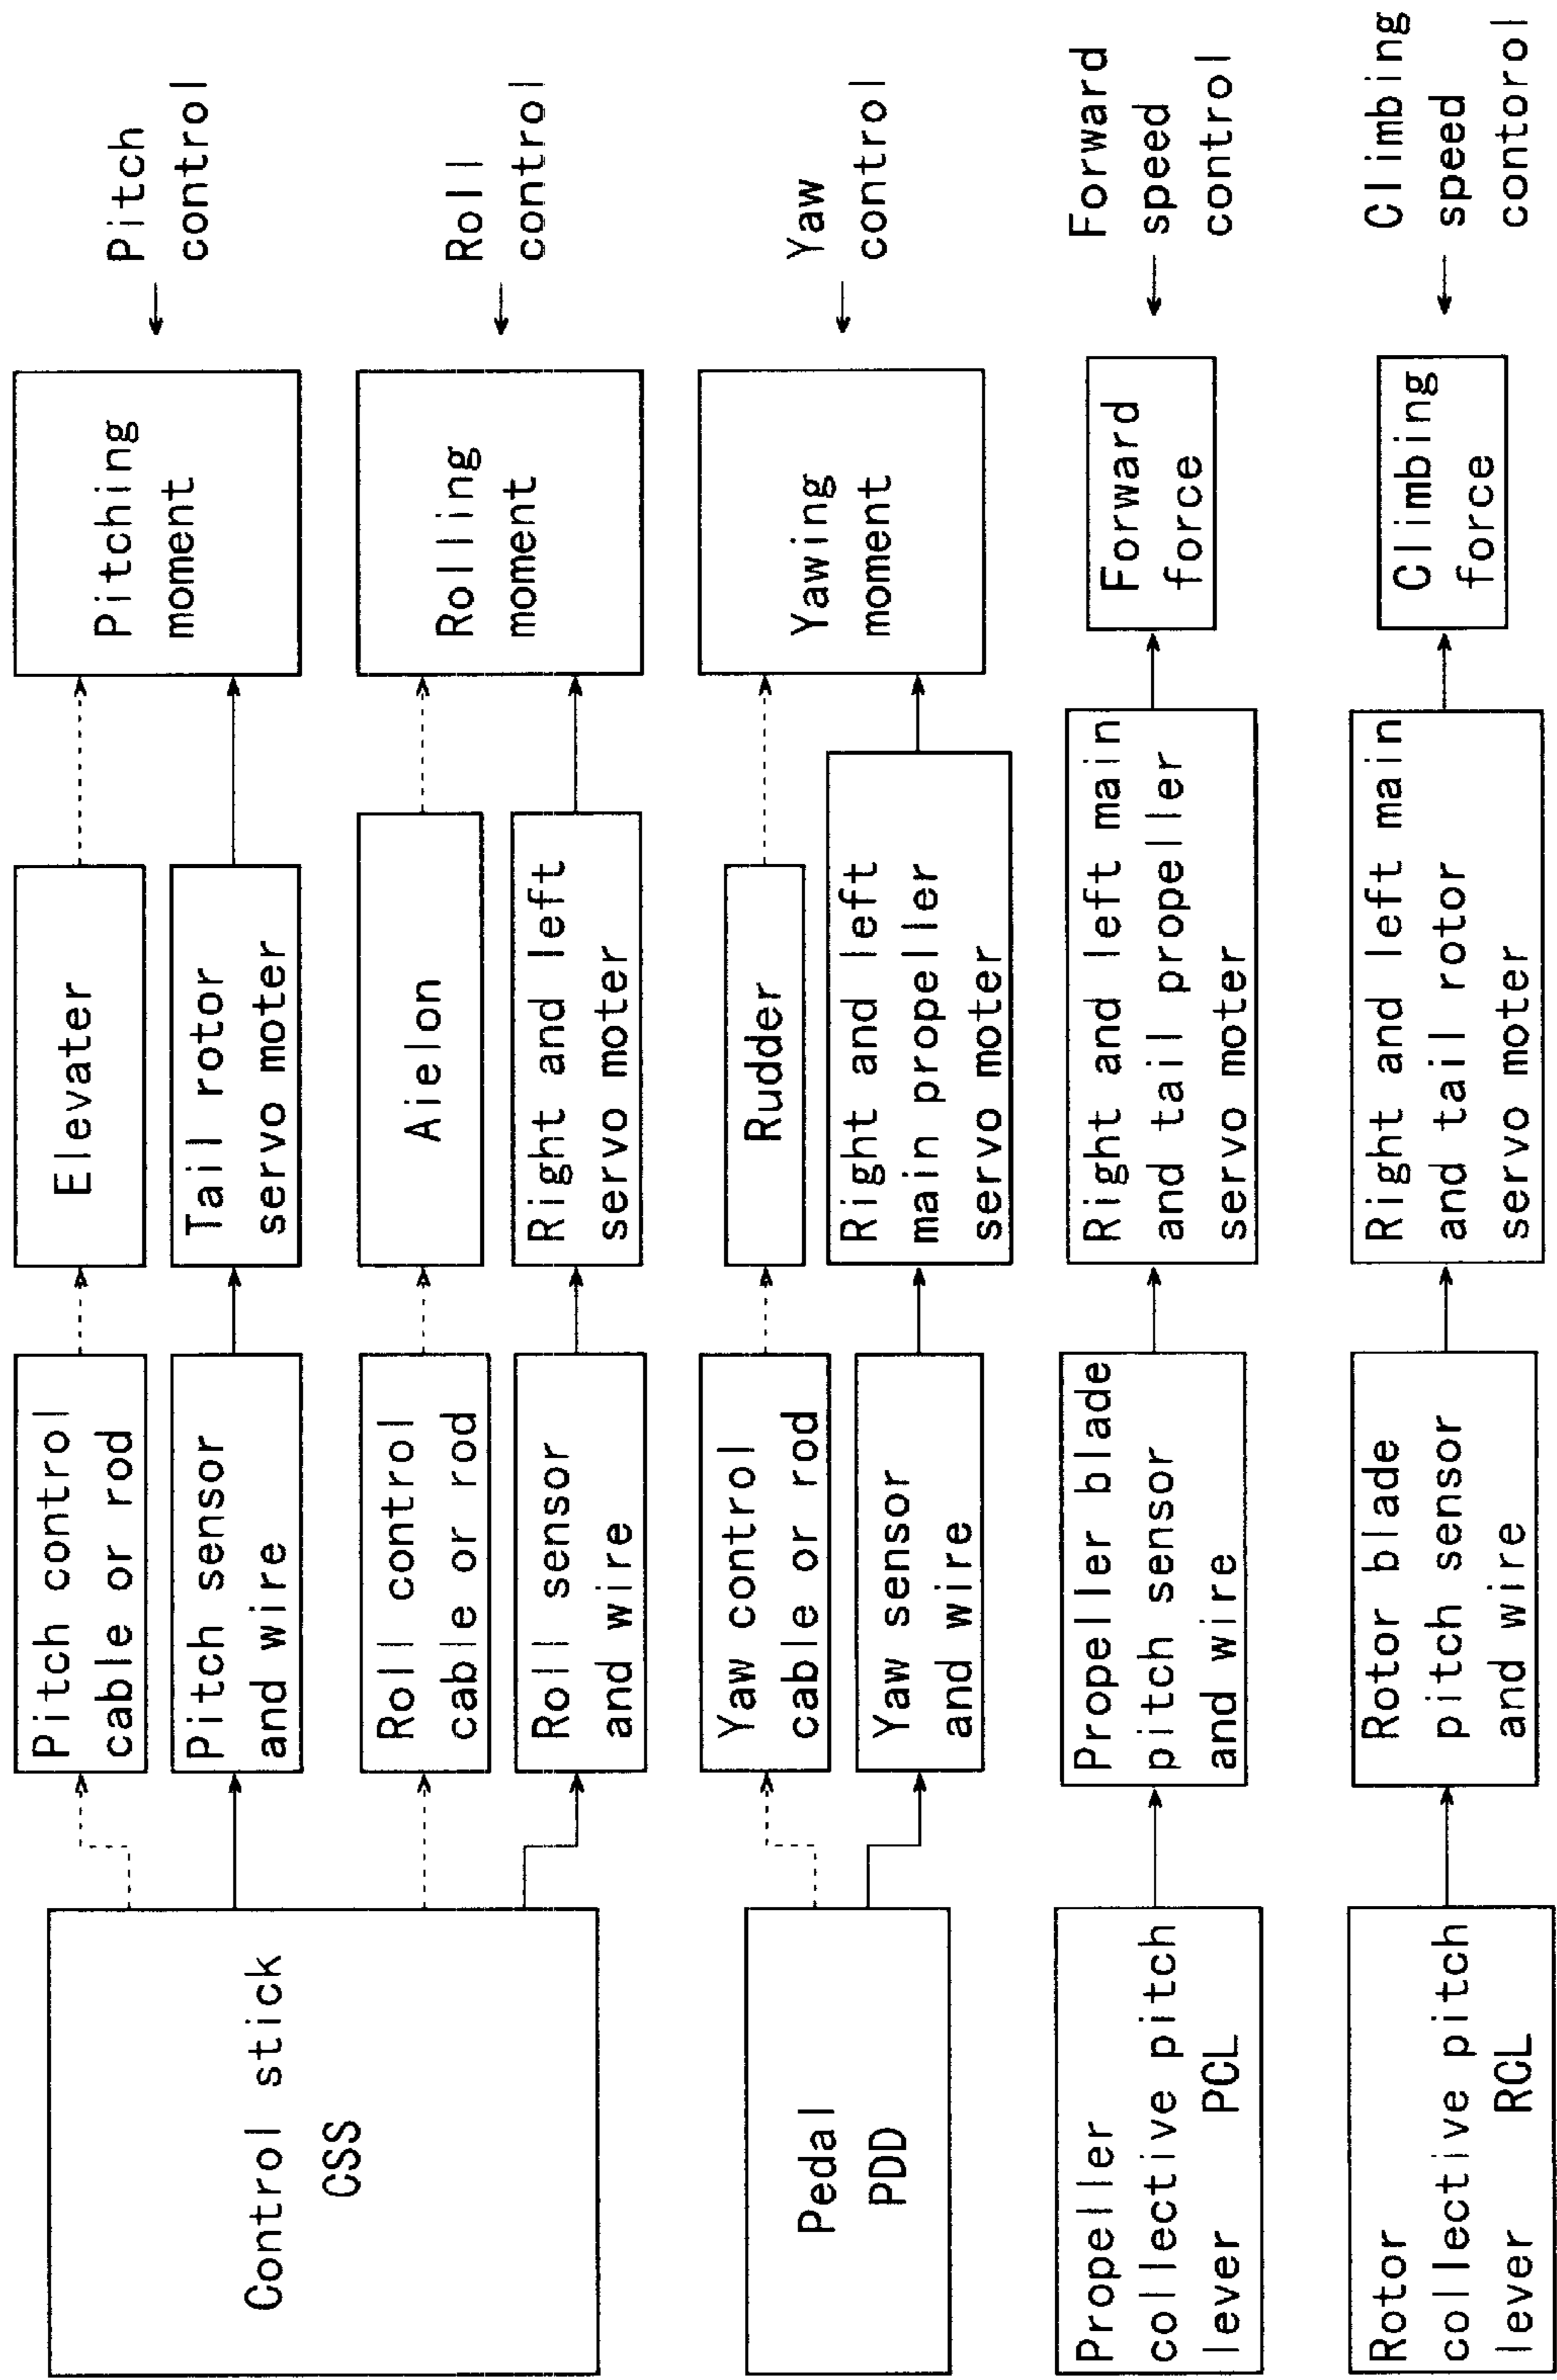 Control stick
CSS
Pitch control
cable or rod
Elevater
Pitching
moment
Pitch
control
Pitch sensor
and wire
Tail rotor
servo moter
Roll control
cable or rod
Aielon
Rolling
moment
Roll
control
Roll sensor
and wire
Right and left
servo moter
Pedal
PDD
Yaw control
cable or rod
Rudder
Yawing
moment
Yaw
control
Yaw sensor
and wire
Right and left
main propeller
servo moter
Propeller
collective pitch
lever PCL
Propeller blade
pitch sensor
and wire
Right and left main
and tail propeller
servo moter
Forward
force
Forward
speed
control
Rotor
collective pitch
lever RCL
Rotor blade
pitch sensor
and wire
Right and left main
and tail rotor
servo moter
Climbing
force
Climbing
speed
contorol